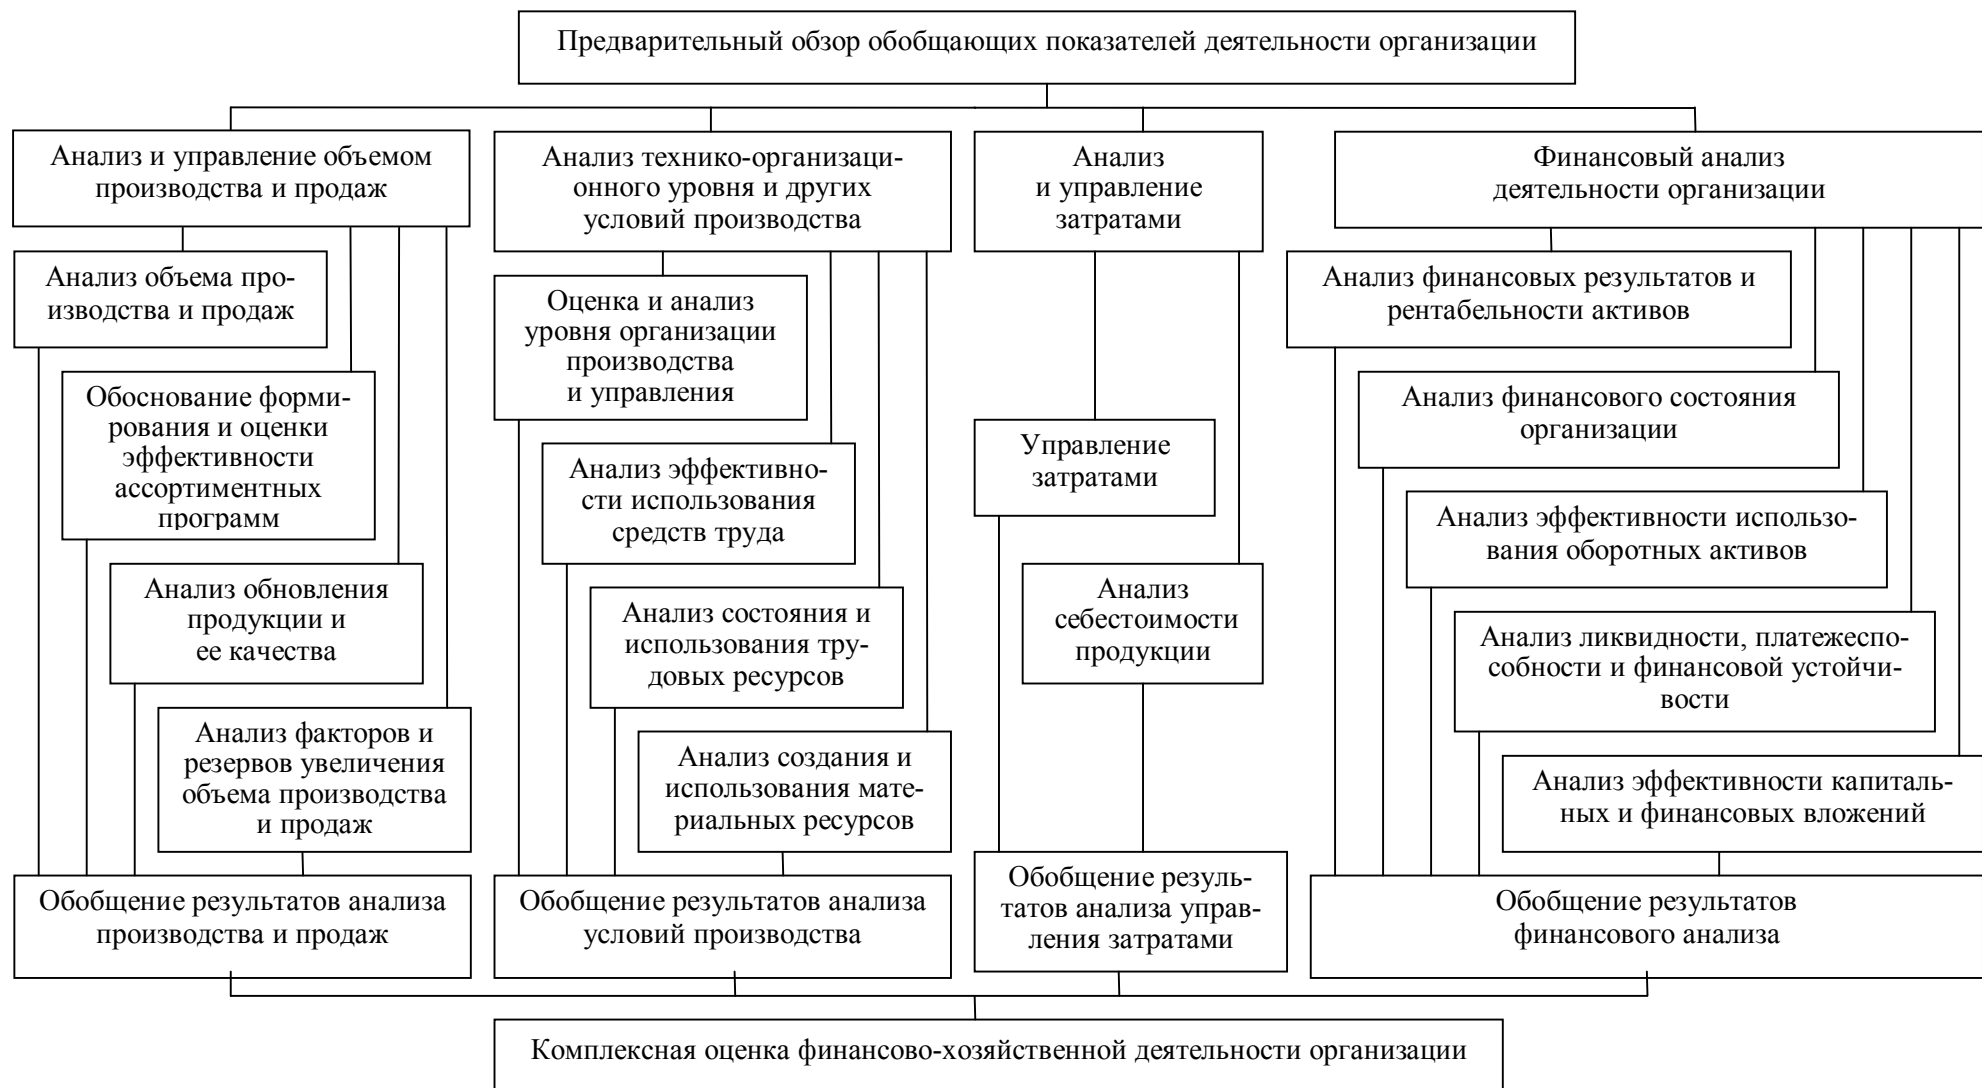 Предварительный обзор обобщающих показателей деятельности организации
Анализ и управление объемом
производства и продаж
Анализ технико-организаци-
онного уровня и других
условий производства
Анализ
и управление
затратами
Финансовый анализ
деятельности организации
Анализ объема про-
изводства и продаж
Обоснование форми-
рования и оценки
эффективности
ассортиментных
программ
Анализ обновления
продукции и
ее качества
Анализ факторов и
резервов увеличения
объема производства
и продаж
Оценка и анализ
уровня организации
производства
и управления
Анализ эффективно-
сти использования
средств труда
Анализ состояния и
использования тру-
довых ресурсов
Анализ создания и
использования мате-
риальных ресурсов
Управление
затратами
Анализ
себестоимости
продукции
Анализ финансовых результатов и
рентабельности активов
Анализ финансового состояния
организации
Анализ эффективности использо-
вания оборотных активов
Анализ ликвидности, платежеспо-
собности и финансовой устойчи-
вости
Анализ эффективности капиталь-
ных и финансовых вложений
Обобщение результатов анализа
производства и продаж
Обобщение результатов анализа
условий производства
Обобщение резуль-
татов анализа управ-
ления затратами
Обобщение результатов
финансового анализа
Комплексная оценка финансово-хозяйственной деятельности организации